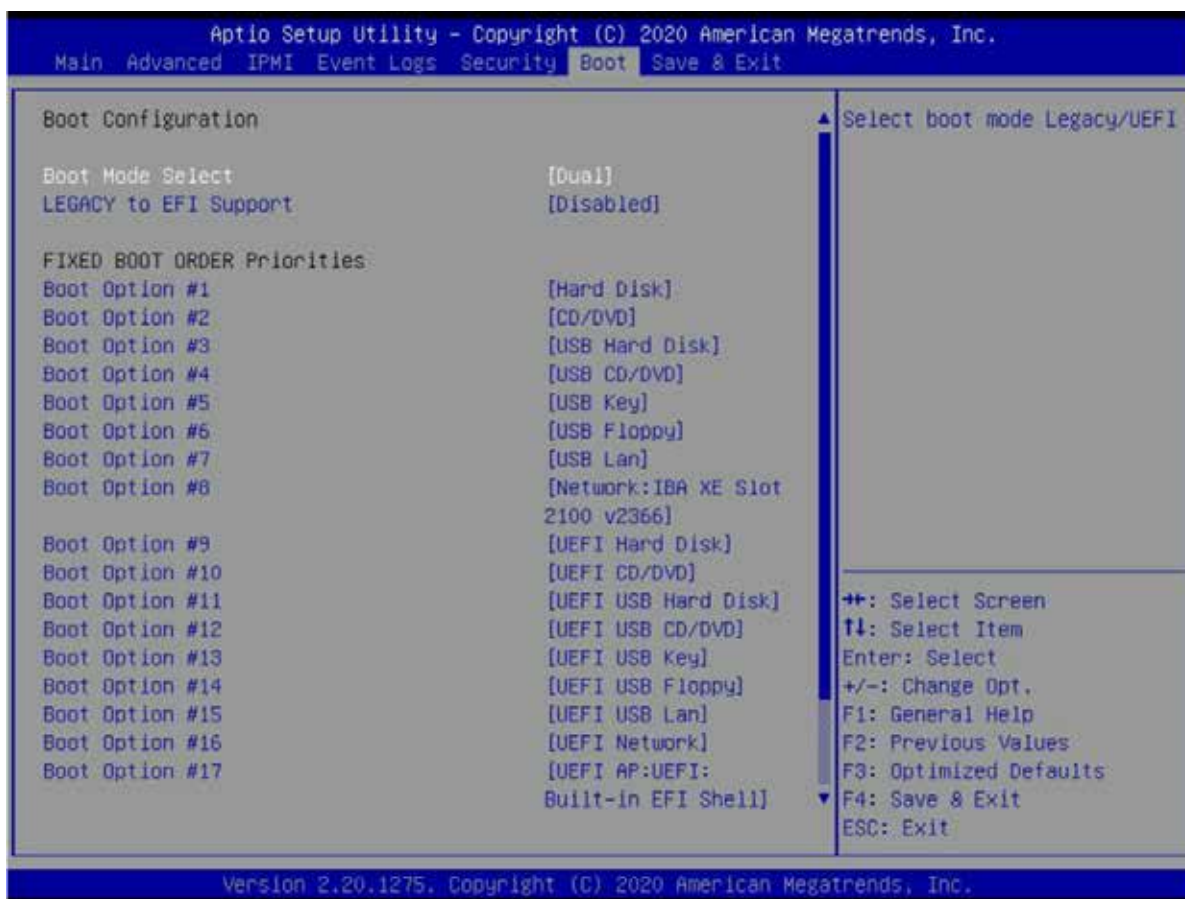 Aptio Setup Utility - Copyright (C) 2020 American Megatrends, Inc.
Main Advanced IPMI Event Logs Security Boot Save & Exit
Boot Configuration
Boot Mode Select [Dual]
LEGACY to EFI Support [Disabled]
FIXED BOOT ORDER Priorities
Boot Option #1 [Hard Disk]
Boot Option #2 [CD/DVD]
Boot Option #3 [USB Hard Disk]
Boot Option #4 [USB CD/DVD]
Boot Option #5 [USB Key]
Boot Option #6 [USB Floppy]
Boot Option #7 [USB Lan]
Boot Option #8 [Network:IBA XE Slot
2100 v2366]
Boot Option #9 [UEFI Hard Disk]
Boot Option #10 [UEFI CD/DVD]
Boot Option #11 [UEFI USB Hard Disk]
Boot Option #12 [UEFI USB CD/DVD]
Boot Option #13 [UEFI USB Key]
Boot Option #14 [UEFI USB Floppy]
Boot Option #15 [UEFI USB Lan]
Boot Option #16 [UEFI Network]
Boot Option #17 [UEFI AP:UEFI:
Built-in EFI Shell]
Select boot mode Legacy/UEFI
→←: Select Screen
↑↓: Select Item
Enter: Select
+/-: Change Opt.
F1: General Help
F2: Previous Values
F3: Optimized Defaults
F4: Save & Exit
ESC: Exit
Version 2.20.1275. Copyright (C) 2020 American Megatrends, Inc.